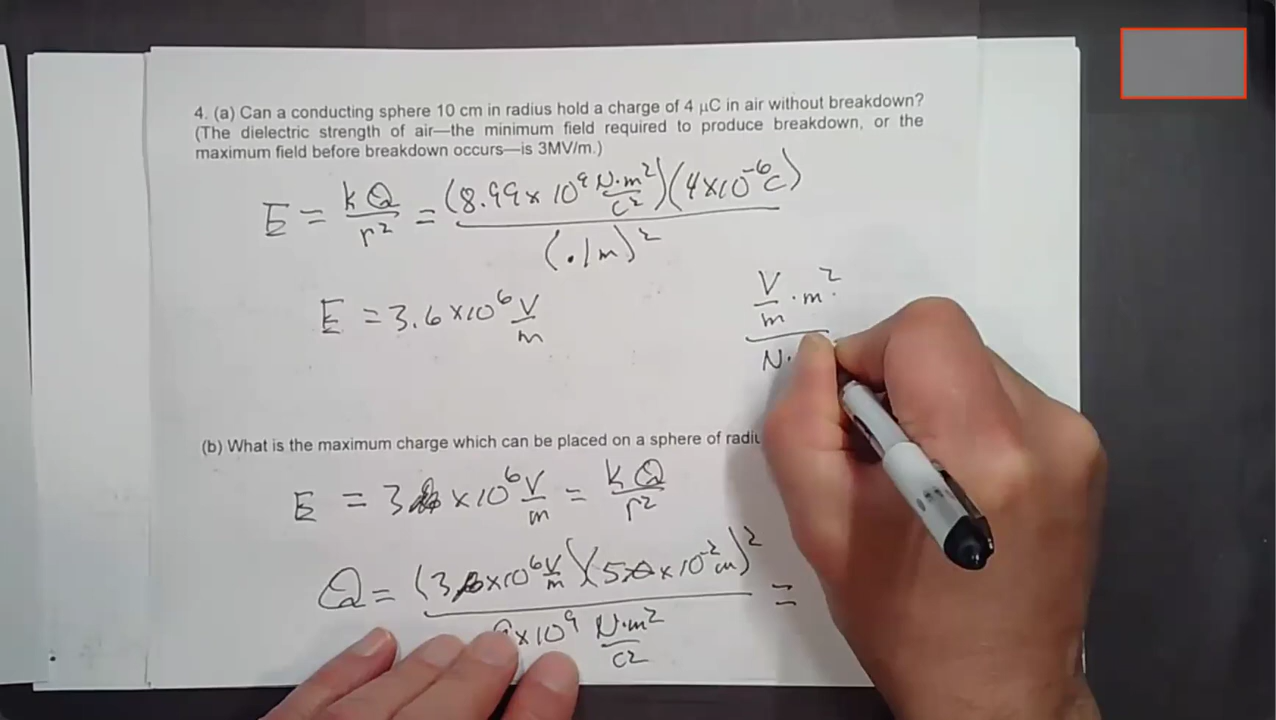 4. (a) Can a conducting sphere 10 cm in radius hold a charge of 4 μC in air without breakdown?
(The dielectric strength of air—the minimum field required to produce breakdown, or the
maximum field before breakdown occurs—is 3MV/m.)
E = kQ/r² = (8.99 × 10⁹ N·m²/C²)(4×10⁻⁶C)/(.1m)²
E = 3.6 ×10⁶ V/m
V/m · m²
N·
(b) What is the maximum charge which can be placed on a sphere of
E = 3 × 10⁶ V/m = kQ/r²
Q = (3 ×10⁶ V/m)(5 ×10⁻² m)² / ×10⁹ N·m²/C² =